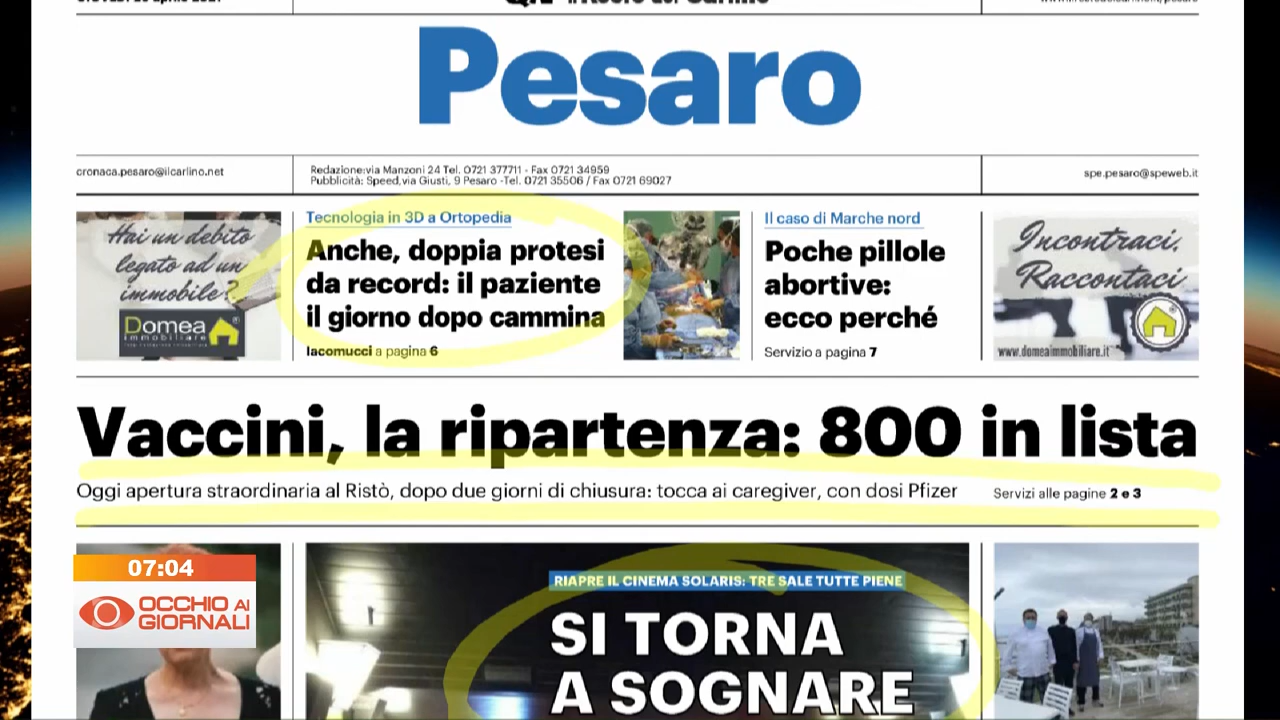 Pesaro
cronaca.pesaro@ilcarlino.net
Redazione:via Manzoni 24 Tel. 0721 377711 - Fax 0721 34959
Pubblicità: Speed,via Giusti, 9 Pesaro -Tel. 0721 35506 / Fax 0721 69027
spe.pesaro@speweb.it
Hai un debito
legato ad un
immobile?
Domea
immobiliare
Tecnologia in 3D a Ortopedia
Anche, doppia protesi
da record: il paziente
il giorno dopo cammina
Iacomucci a pagina 6
Il caso di Marche nord
Poche pillole
abortive:
ecco perché
Servizio a pagina 7
Incontraci.
Raccontaci
www.domeaimmobiliare.it
Vaccini, la ripartenza: 800 in lista
Oggi apertura straordinaria al Ristò, dopo due giorni di chiusura: tocca ai caregiver, con dosi Pfizer
Servizi alle pagine 2 e 3
07:04
OCCHIO AI
GIORNALI
RIAPRE IL CINEMA SOLARIS: TRE SALE TUTTE PIENE
SI TORNA
A SOGNARE